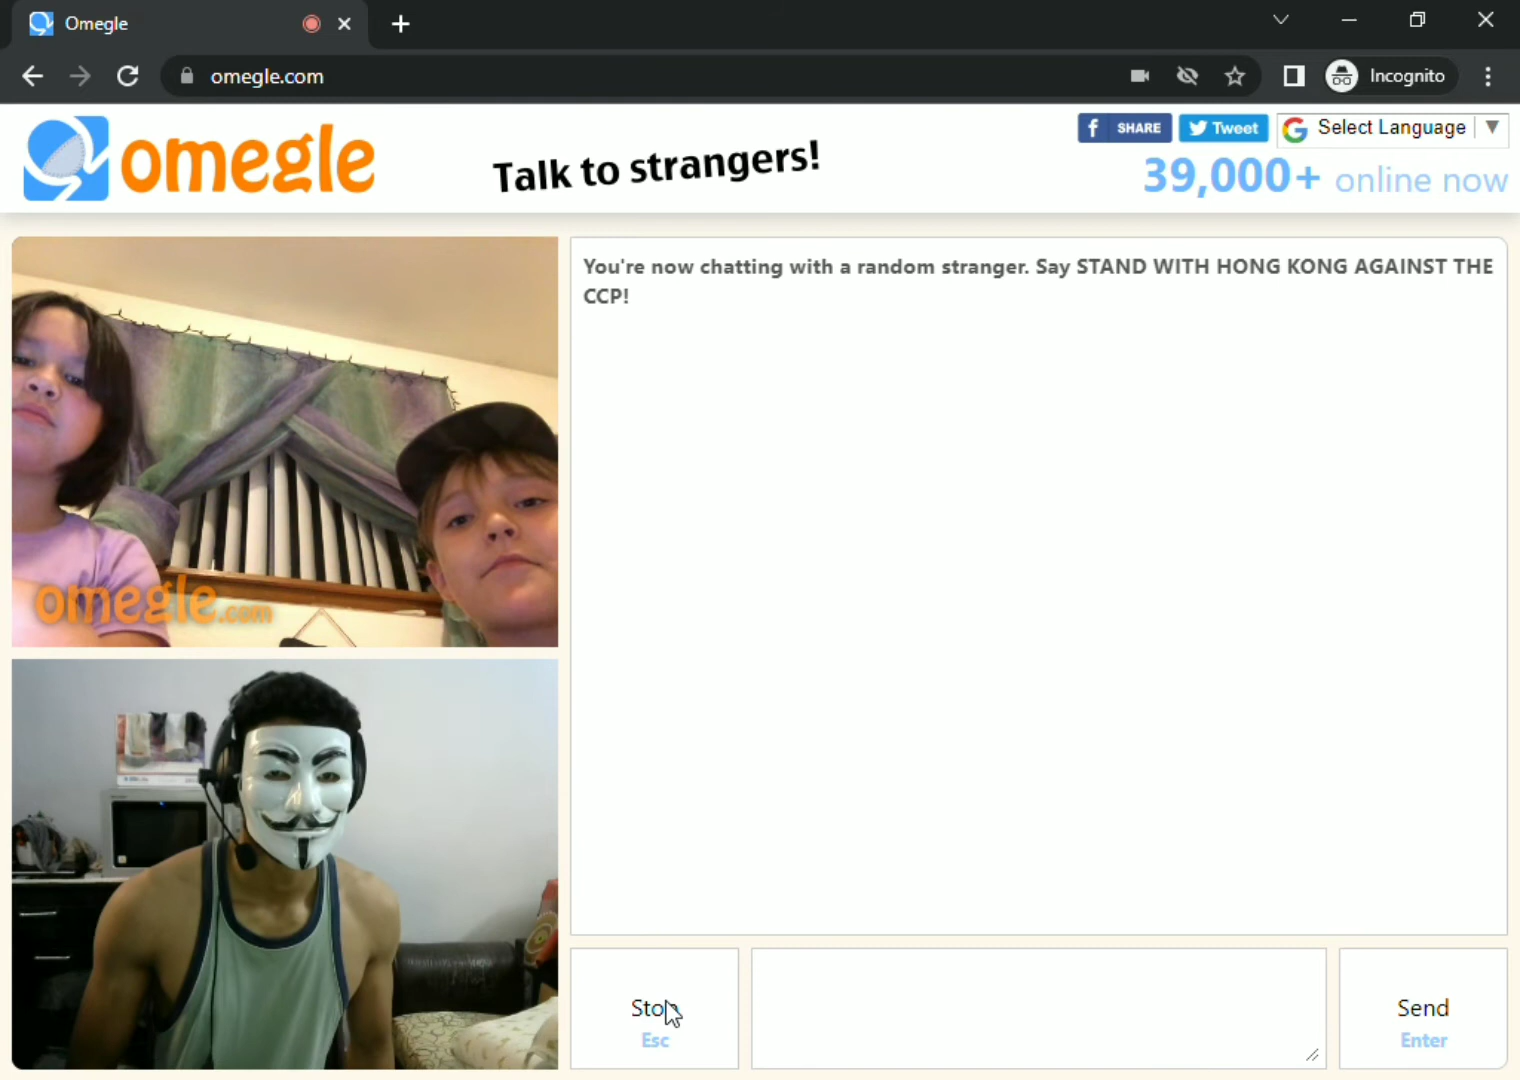 Omegle
omegle.com
Incognito
omegle
Talk to strangers!
f SHARE
Tweet
Select Language
39,000+ online now
You're now chatting with a random stranger. Say STAND WITH HONG KONG AGAINST THE
CCP!
omegle.com
Stop
Esc
Send
Enter